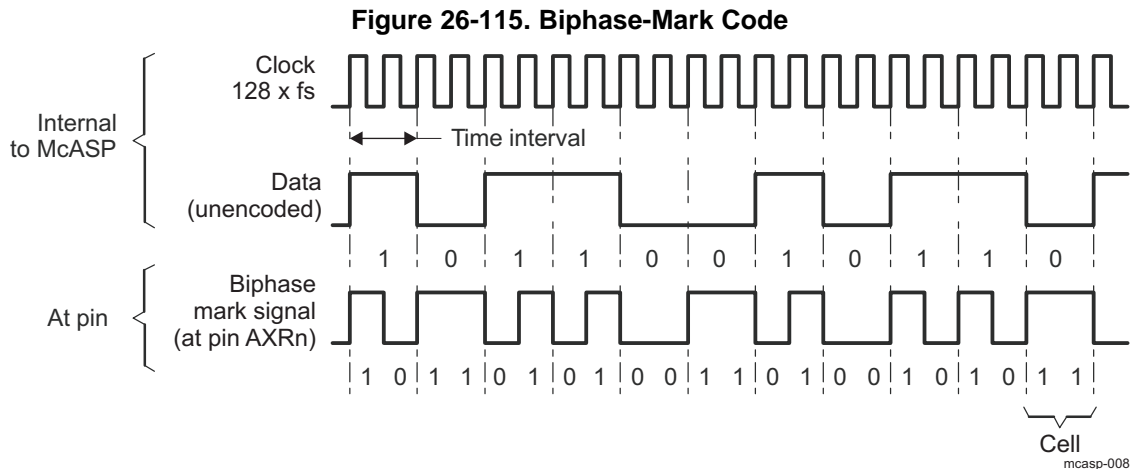 Figure 26-115. Biphase-Mark Code
Clock
128 x fs
Internal
to McASP
Time interval
Data
(unencoded)
1 0 1 1 0 0 1 0 1 1 0
Biphase
mark signal
(at pin AXRn)
At pin
1 0 1 1 0 1 0 1 0 0 1 1 0 1 0 0 1 0 1 0 1 1
Cell
mcasp-008